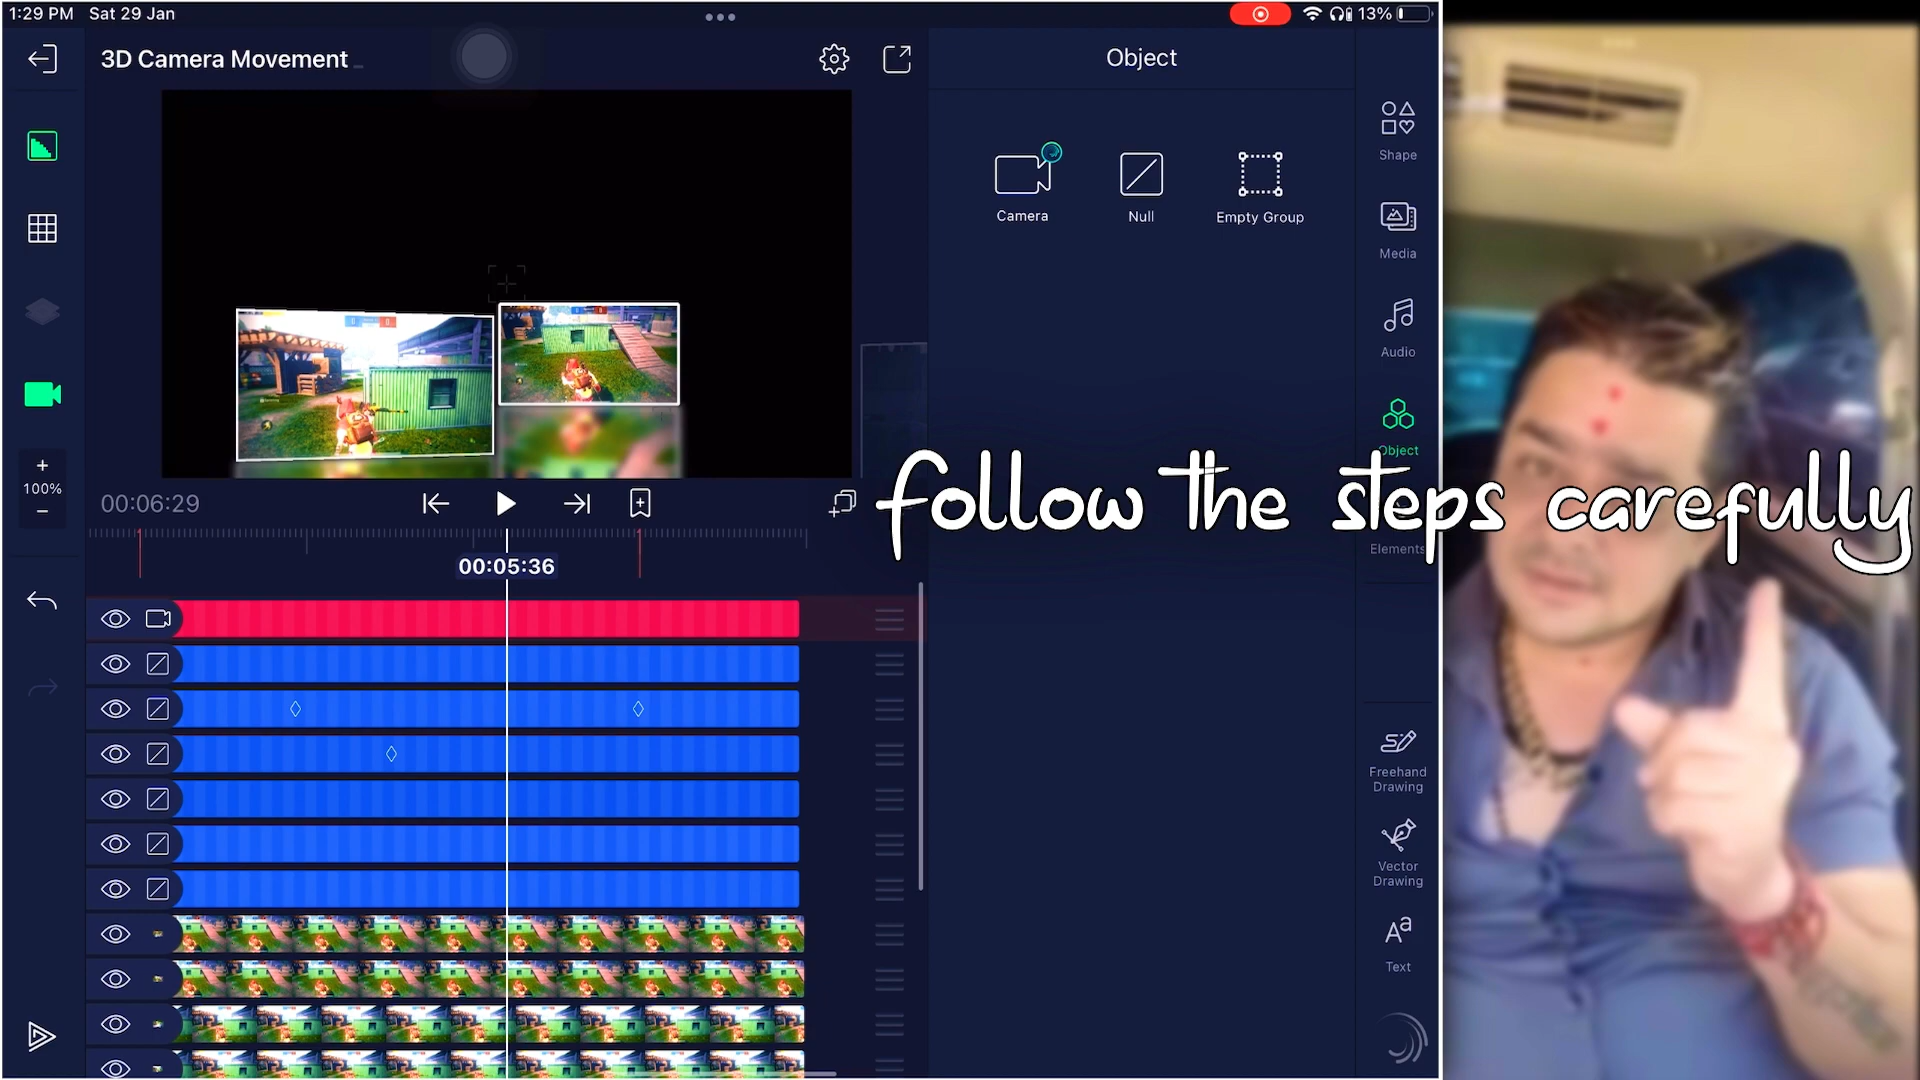 1:29 PM Sat 29 Jan
13%
3D Camera Movement
Object
Camera
Null
Empty Group
Shape
Media
Audio
Object
Elements
100%
00:06:29
00:05:36
follow the steps carefully
Freehand
Drawing
Vector
Drawing
Aa
Text